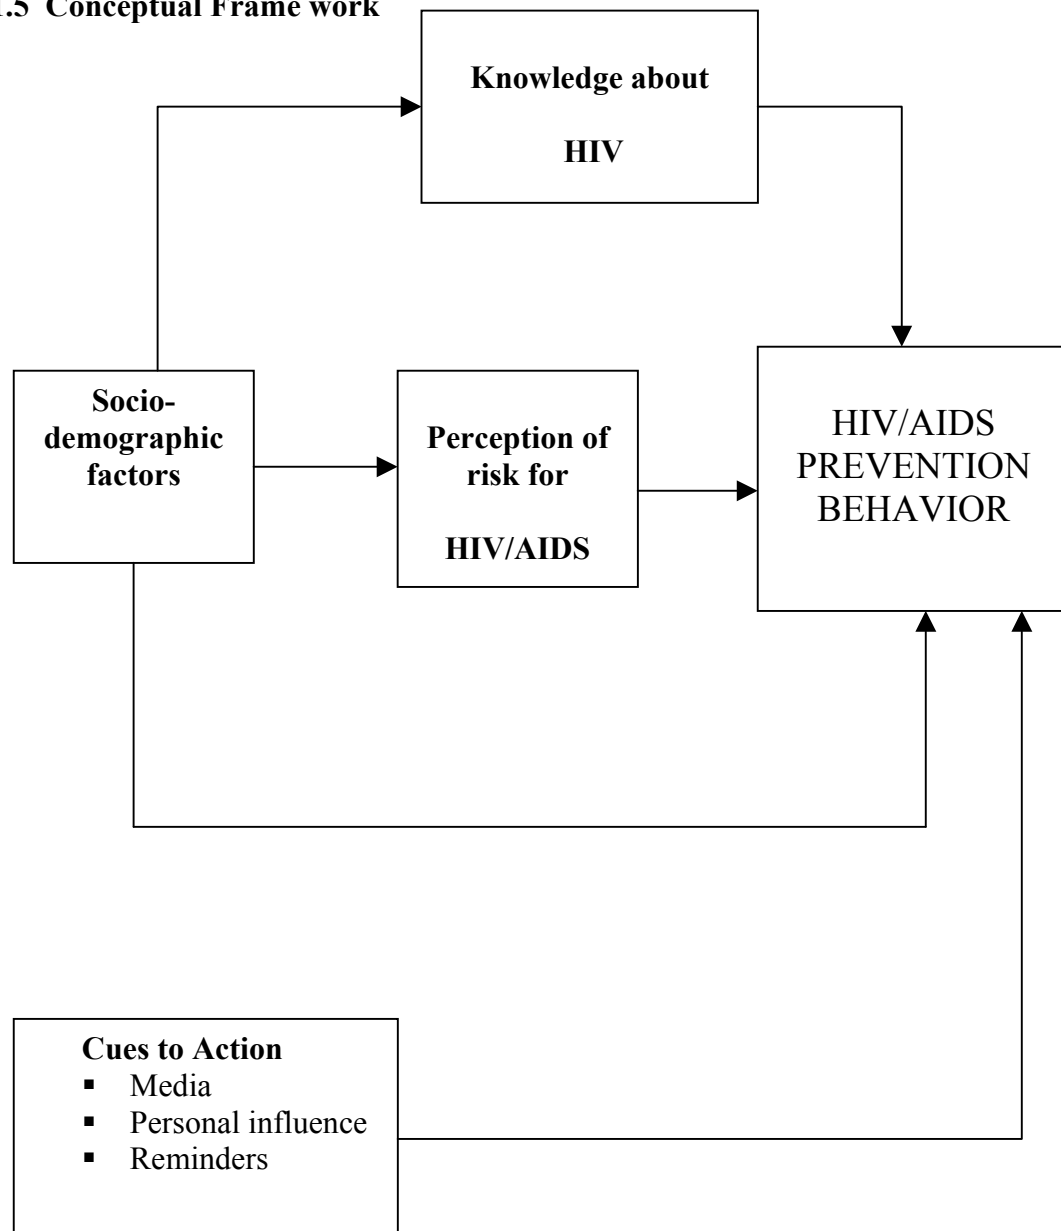 .5 Conceptual Frame work
Knowledge about
HIV
Socio-
demographic
factors
Perception of
risk for
HIV/AIDS
HIV/AIDS
PREVENTION
BEHAVIOR
Cues to Action
▪ Media
▪ Personal influence
▪ Reminders